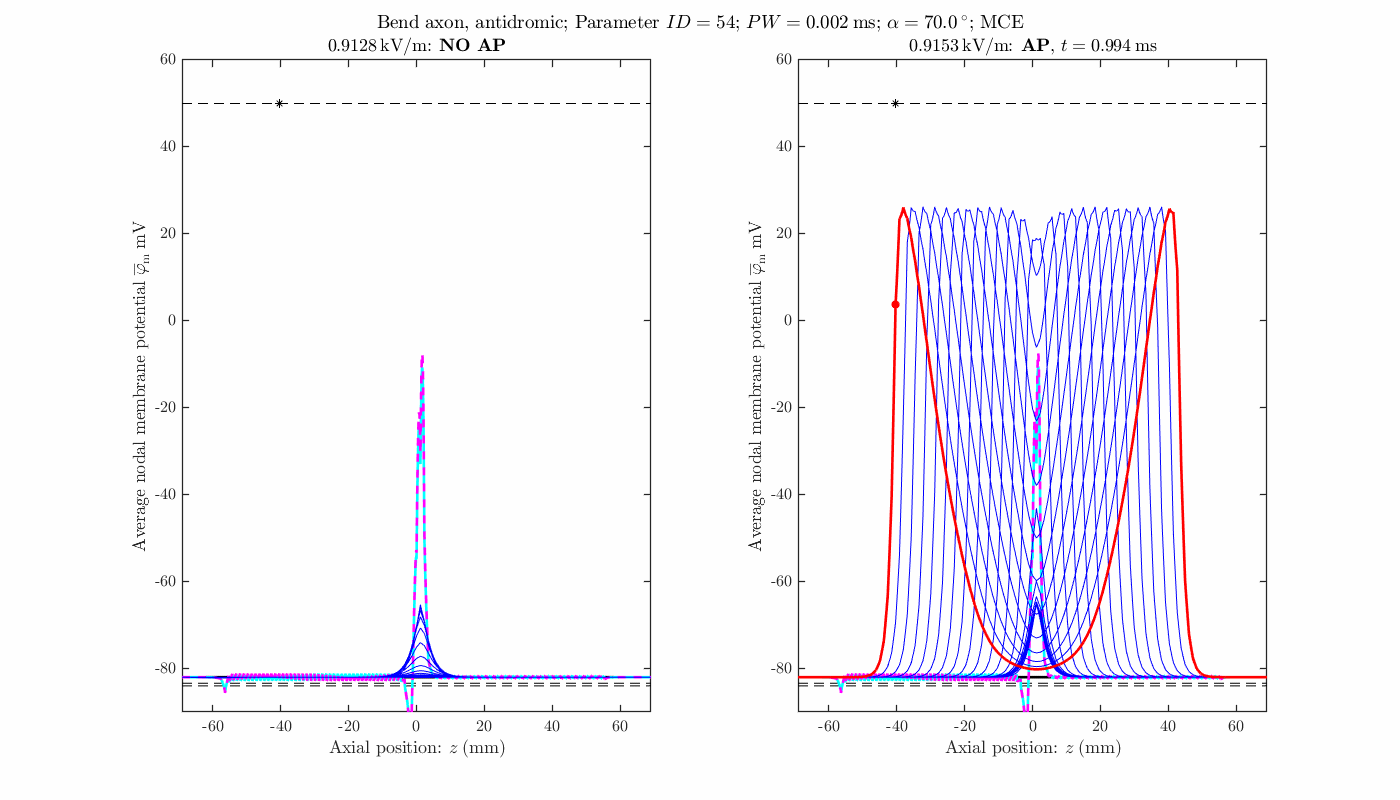 Bend axon, antidromic; Parameter ID = 54; PW = 0.002 ms; α = 70.0°; MCE
0.9128 kV/m: NO AP
60
40
20
0
-20
-40
-60
-80
-60 -40 -20 0 20 40 60
Axial position: z (mm)
Average nodal membrane potential φ̅m mV
0.9153 kV/m: AP, t = 0.994 ms
60
40
20
0
-20
-40
-60
-80
-60 -40 -20 0 20 40 60
Axial position: z (mm)
Average nodal membrane potential φ̅m mV